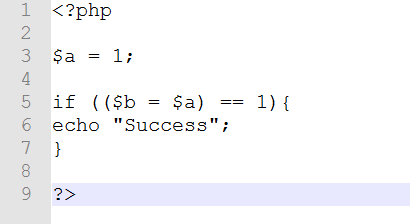 1 <?php
2
3 $a = 1;
4
5 if (($b = $a) == 1){
6 echo "Success";
7 }
8
9 ?>